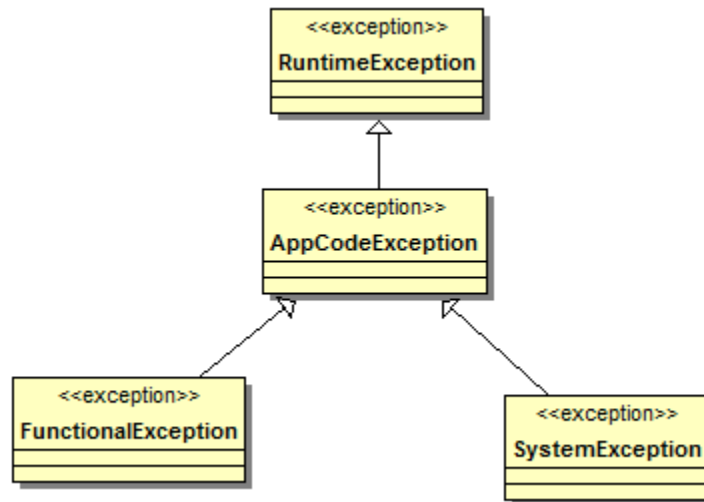 <<exception>>
RuntimeException
<<exception>>
AppCodeException
<<exception>>
FunctionalException
<<exception>>
SystemException